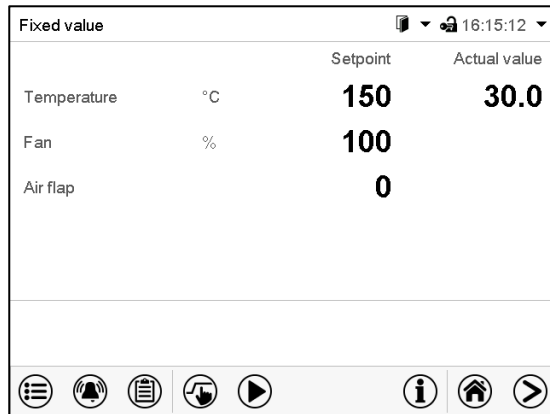 Fixed value 16:15:12
Setpoint Actual value
Temperature °C 150 30.0
Fan % 100
Air flap 0